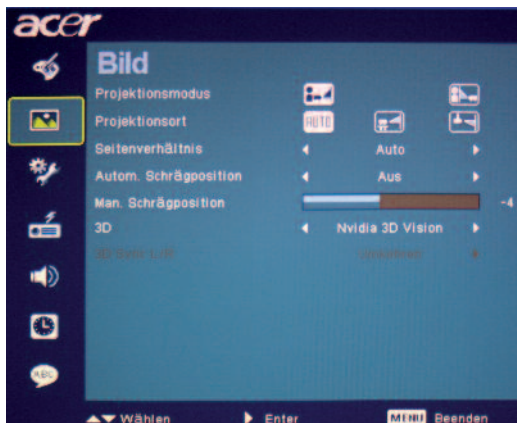 acer
Bild
Projektionsmodus
Projektionsort AUTO
Seitenverhältnis Auto
Autom. Schrägposition Aus
Man. Schrägposition -4
3D Nvidia 3D Vision
ABC
Wählen Enter MENU Beenden